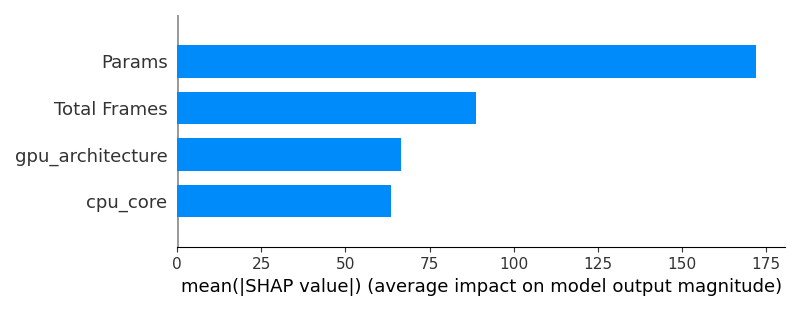 Params
Total Frames
gpu_architecture
cpu_core
0 25 50 75 100 125 150 175
mean(|SHAP value|) (average impact on model output magnitude)